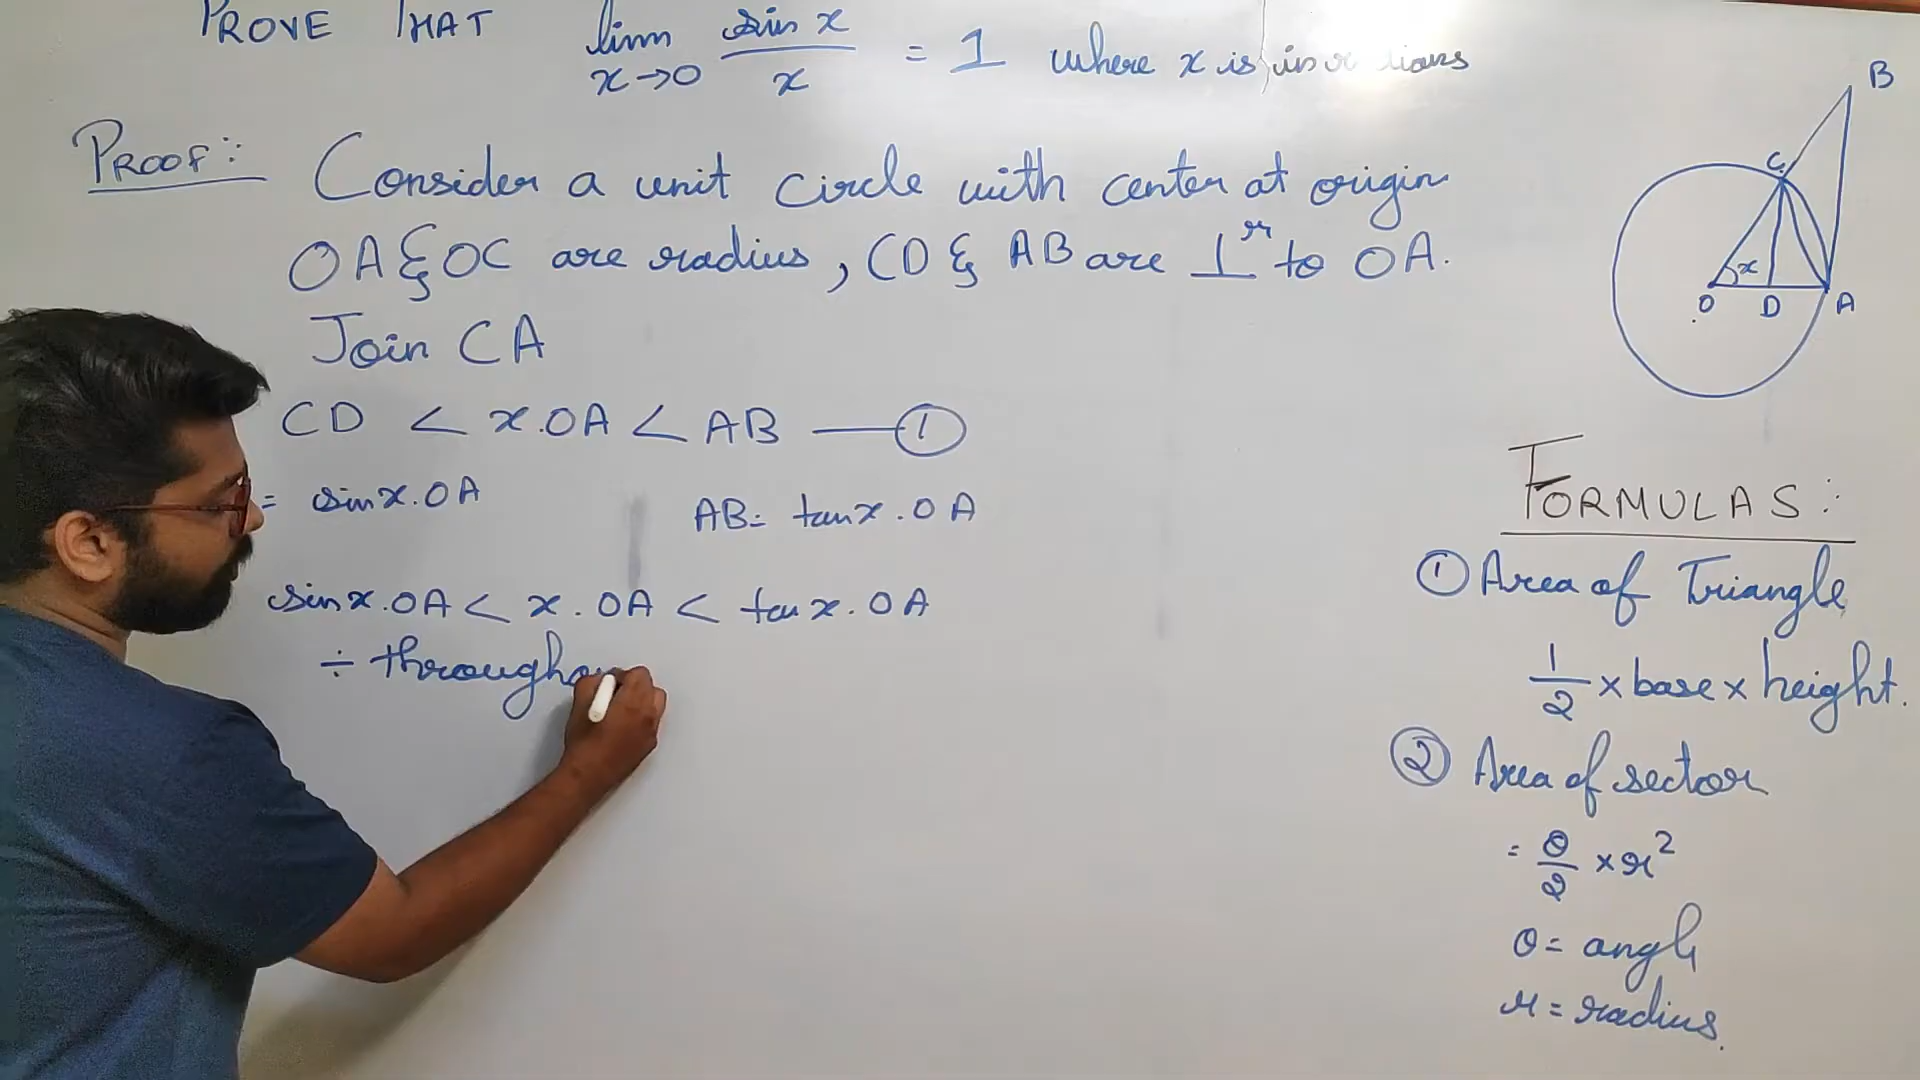 PROVE THAT lim x→0 sin x / x = 1 where x is in
PROOF:- Consider a unit circle with center at origin
OA & OC are radius, CD & AB are ⊥ʳ to OA.
Join CA
CD < x.OA < AB —— ①
= sinx.OA AB = tanx.OA
sinx.OA < x.OA < tanx.OA
÷
B
C
x
O D A
FORMULAS:
① Area of Triangle
1/2 × base × height.
② Area of sector
= θ/2 × r²
θ = angle
r = radius.